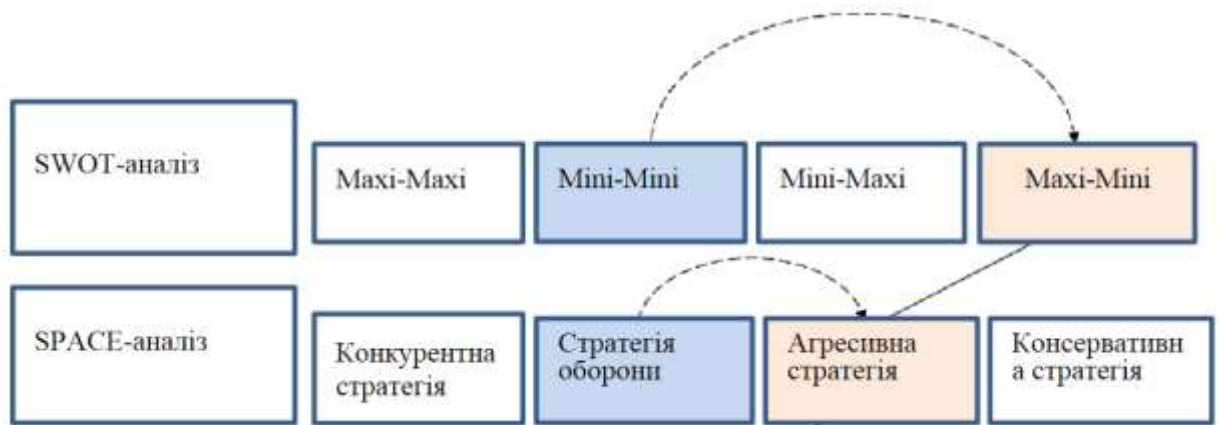 SWOT-аналіз
Maxi-Maxi
Mini-Mini
Mini-Maxi
Maxi-Mini
SPACE-аналіз
Конкурентна
стратегія
Стратегія
оборони
Агресивна
стратегія
Консервативн
а стратегія